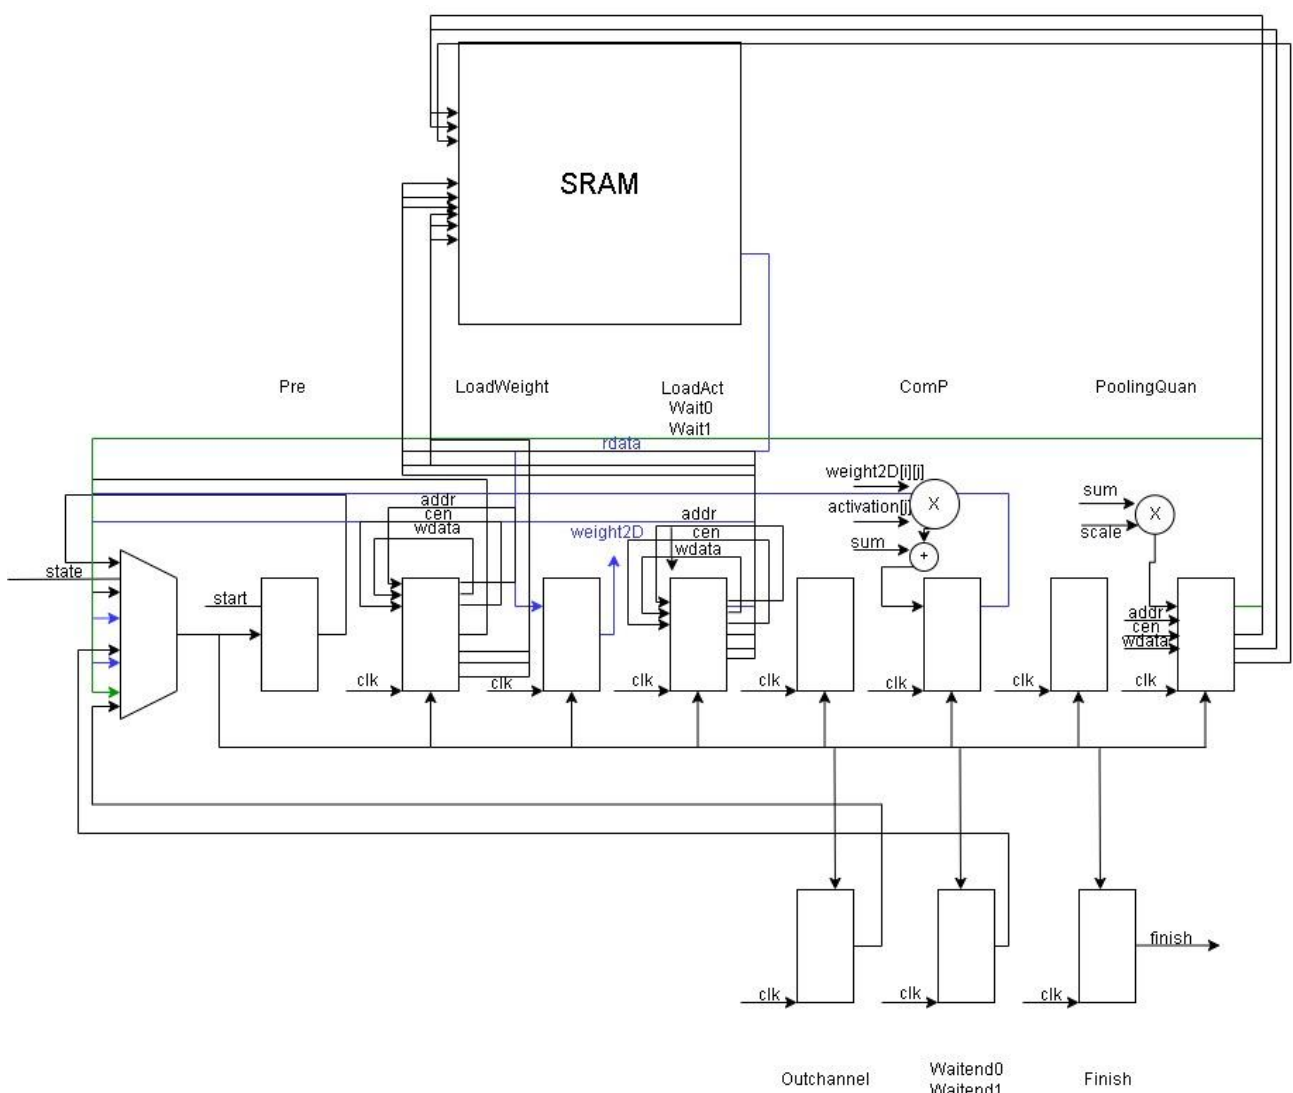 SRAM
Pre
LoadWeight
LoadAct
Wait0
Wait1
ComP
PoolingQuan
rdata
weight2D[i][j]
activation[j]
sum
sum
scale
addr
cen
wdata
weight2D
addr
cen
wdata
state
start
addr
cen
wdata
clk
clk
clk
clk
clk
clk
clk
finish
clk
clk
clk
Outchannel
Waitend0
Waitend1
Finish